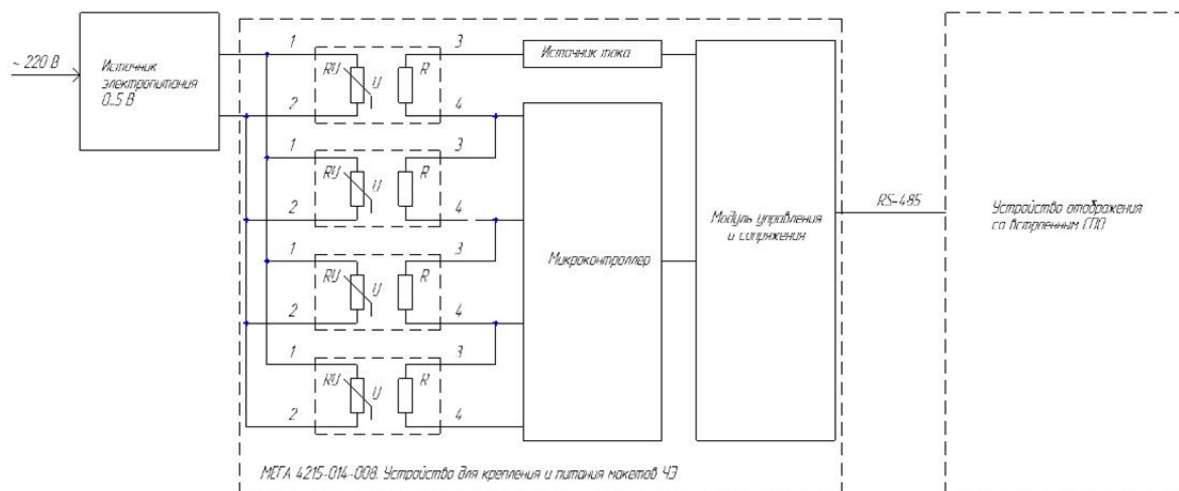 ~ 220 В
Источник
электропитания
0...5 В
1
3
RU
U
R
2
4
Источник тока
1
3
RU
U
R
2
4
1
3
RU
U
R
2
4
1
3
RU
U
R
2
4
Микроконтроллер
Модуль управления
и сопряжения
RS-485
Устройство отображения
со встроенным СПО
МЕГА 4215-014-008. Устройство для крепления и питания макетов ЧЭ